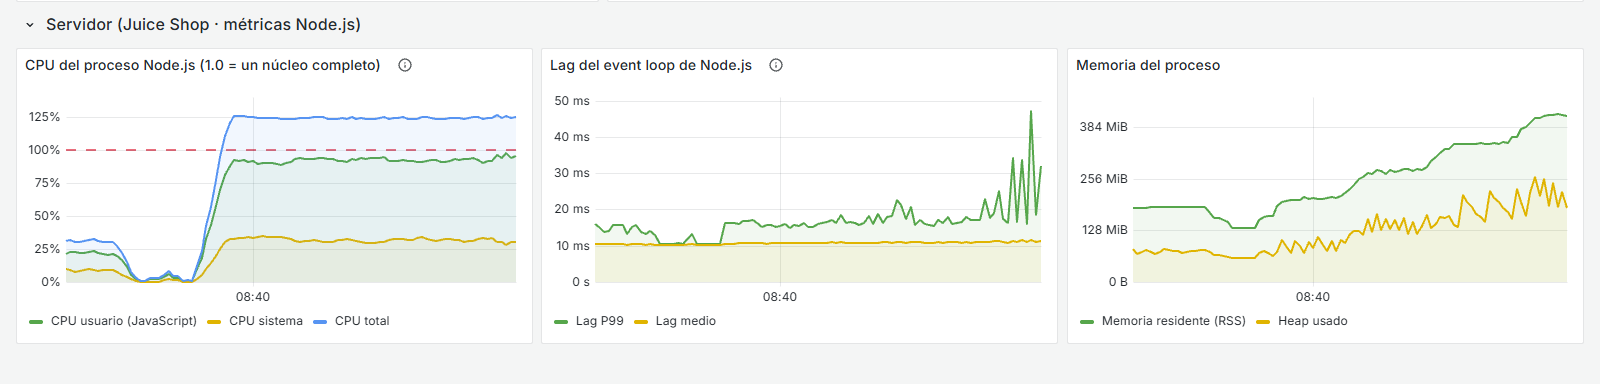 Servidor (Juice Shop · métricas Node.js)
CPU del proceso Node.js (1.0 = un núcleo completo)
125%
100%
75%
50%
25%
0%
08:40
CPU usuario (JavaScript) CPU sistema CPU total
Lag del event loop de Node.js
50 ms
40 ms
30 ms
20 ms
10 ms
0 s
08:40
Lag P99 Lag medio
Memoria del proceso
384 MiB
256 MiB
128 MiB
0 B
08:40
Memoria residente (RSS) Heap usado